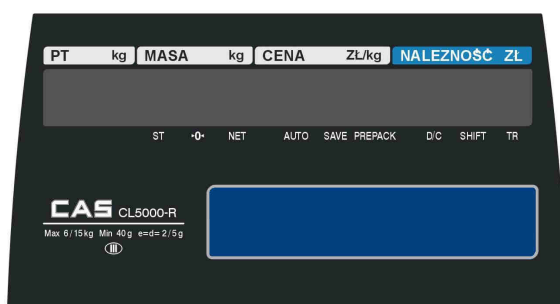 PT kg MASA kg CENA ZŁ/kg NALEZNOŚĆ ZŁ
ST ▸0◂ NET AUTO SAVE PREPACK D/C SHIFT TR
CAS CL5000-R
Max 6/15kg Min 40g e=d= 2/5g
III